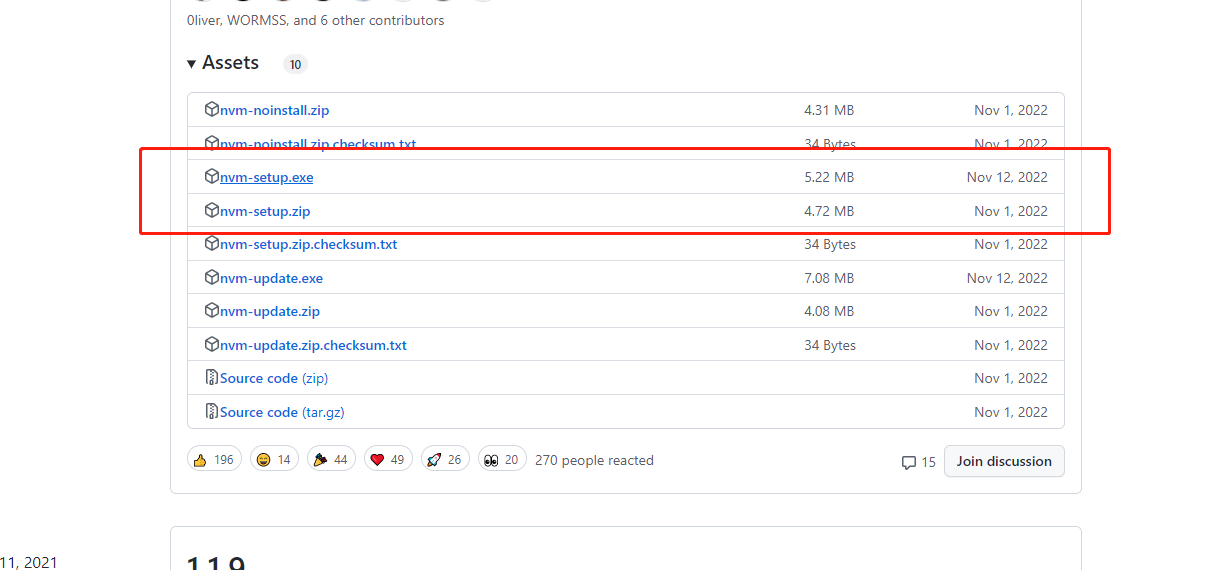 0liver, WORMSS, and 6 other contributors
Assets 10
nvm-noinstall.zip 4.31 MB Nov 1, 2022
nvm-noinstall.zip.checksum.txt 34 Bytes Nov 1, 2022
nvm-setup.exe 5.22 MB Nov 12, 2022
nvm-setup.zip 4.72 MB Nov 1, 2022
nvm-setup.zip.checksum.txt 34 Bytes Nov 1, 2022
nvm-update.exe 7.08 MB Nov 12, 2022
nvm-update.zip 4.08 MB Nov 1, 2022
nvm-update.zip.checksum.txt 34 Bytes Nov 1, 2022
Source code (zip) Nov 1, 2022
Source code (tar.gz) Nov 1, 2022
196 14 44 49 26 20 270 people reacted 15 Join discussion
11, 2021
1.1.9